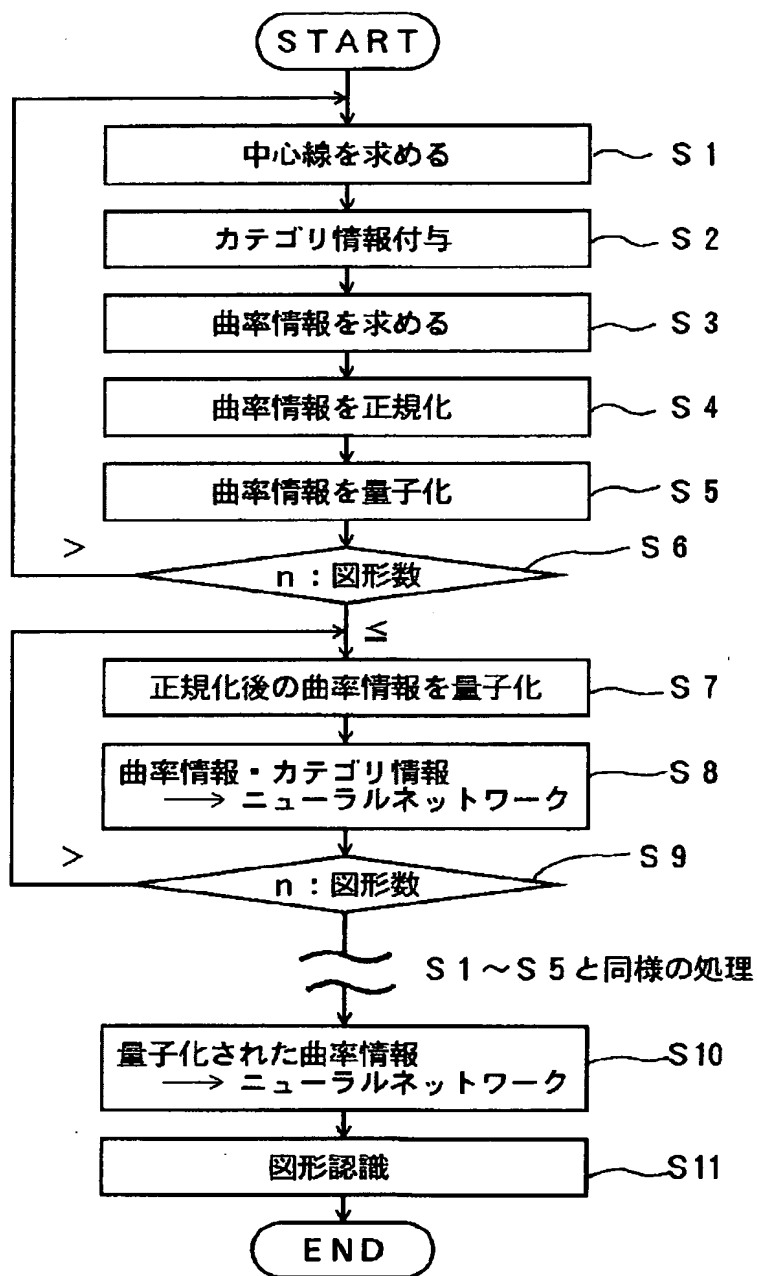 START
中心線を求める S1
カテゴリ情報付与 S2
曲率情報を求める S3
曲率情報を正規化 S4
曲率情報を量子化 S5
> n:図形数 S6
≦
正規化後の曲率情報を量子化 S7
曲率情報・カテゴリ情報 S8
⟶ ニューラルネットワーク
> n:図形数 S9
S1~S5と同様の処理
量子化された曲率情報 S10
⟶ ニューラルネットワーク
図形認識 S11
END